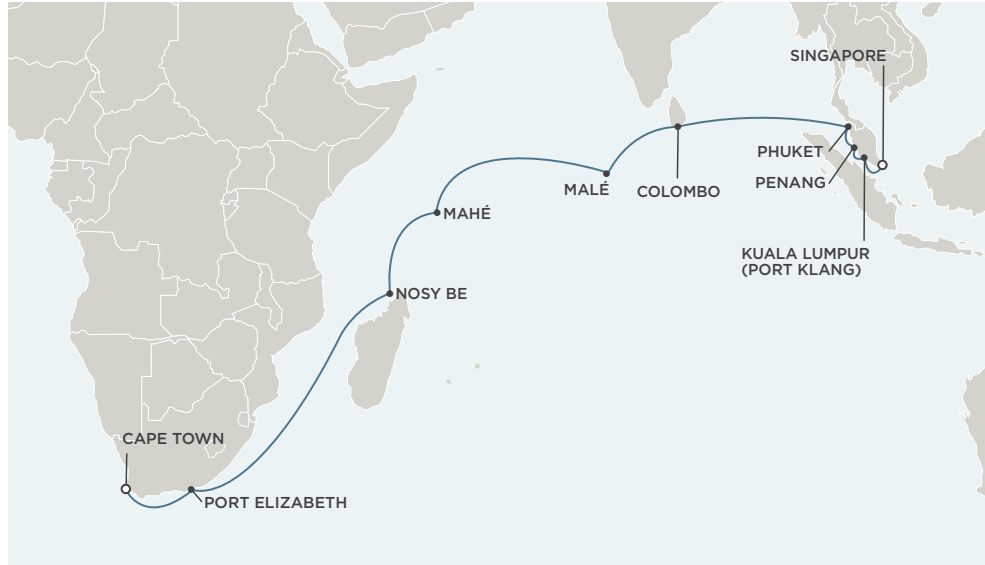 SINGAPORE
PHUKET
PENANG
MALÉ
COLOMBO
MAHÉ
KUALA LUMPUR
(PORT KLANG)
NOSY BE
CAPE TOWN
PORT ELIZABETH